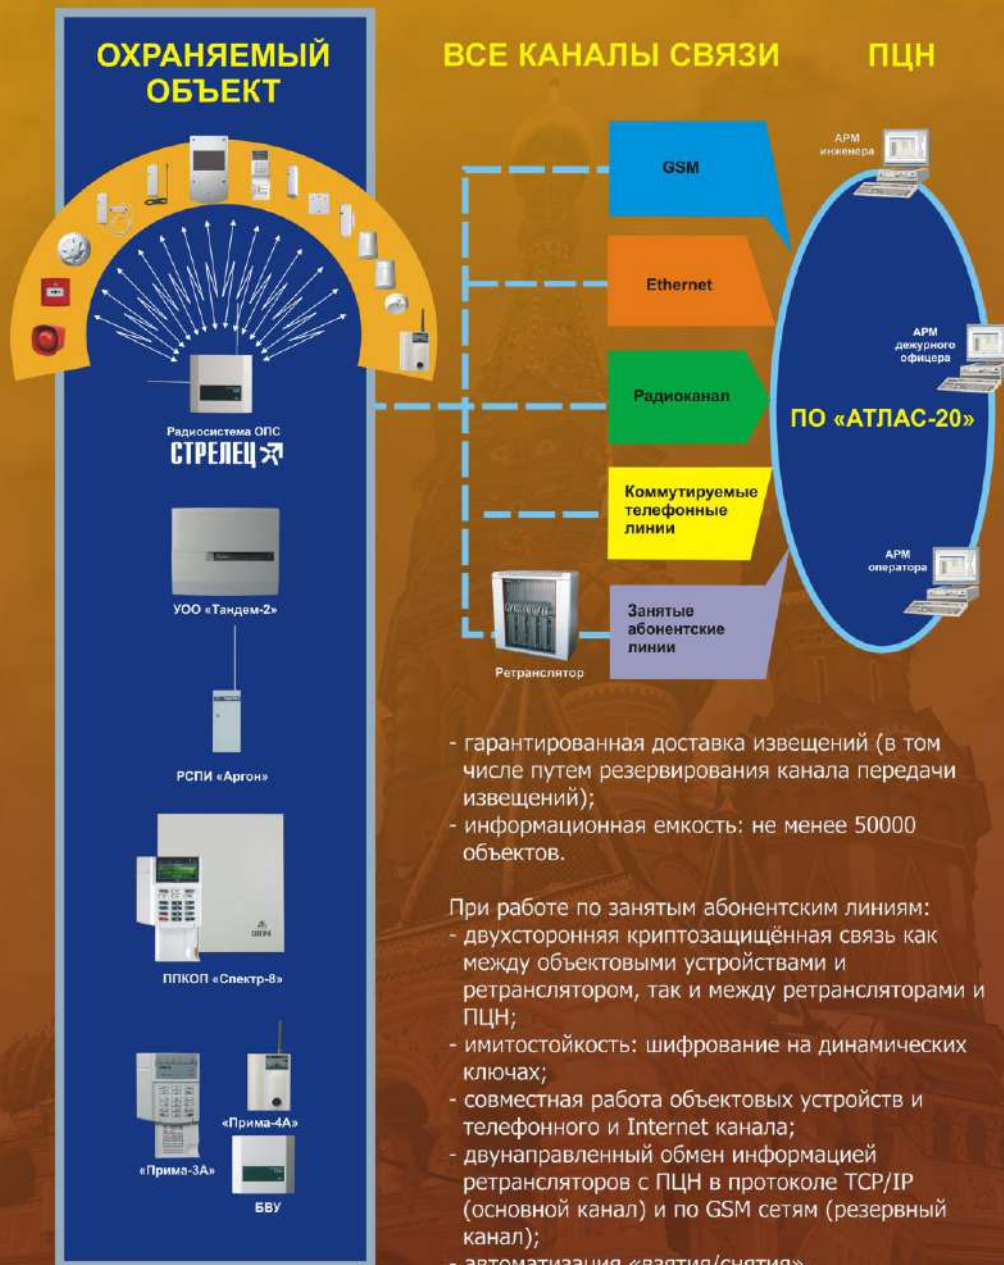 ОХРАНЯЕМЫЙ
ОБЪЕКТ
Радиосистема ОПС
СТРЕЛЕЦ
УОО «Тандем-2»
РСПИ «Аргон»
ППКОП «Спектр-8»
«Прима-3А»
«Прима-4А»
БВУ
ВСЕ КАНАЛЫ СВЯЗИ
ПЦН
GSM
Ethernet
Радиоканал
Коммутируемые
телефонные
линии
Занятые
абонентские
линии
Ретранслятор
АРМ
инженера
АРМ
дежурного
офицера
ПО «АТЛАС-20»
АРМ
оператора
- гарантированная доставка извещений (в том
числе путем резервирования канала передачи
извещений);
- информационная емкость: не менее 50000
объектов.
При работе по занятым абонентским линиям:
- двухсторонняя криптозащищённая связь как
между объектовыми устройствами и
ретранслятором, так и между ретрансляторами и
ПЦН;
- имитостойкость: шифрование на динамических
ключах;
- совместная работа объектовых устройств и
телефонного и Internet канала;
- двунаправленный обмен информацией
ретрансляторов с ПЦН в протоколе TCP/IP
(основной канал) и по GSM сетям (резервный
канал);
- автоматизация «взятия/снятия»